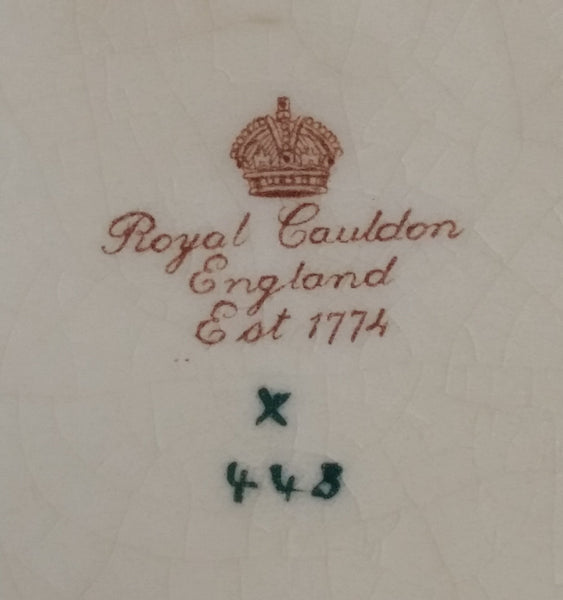 Royal Cauldon
England
Est 1774
X
443